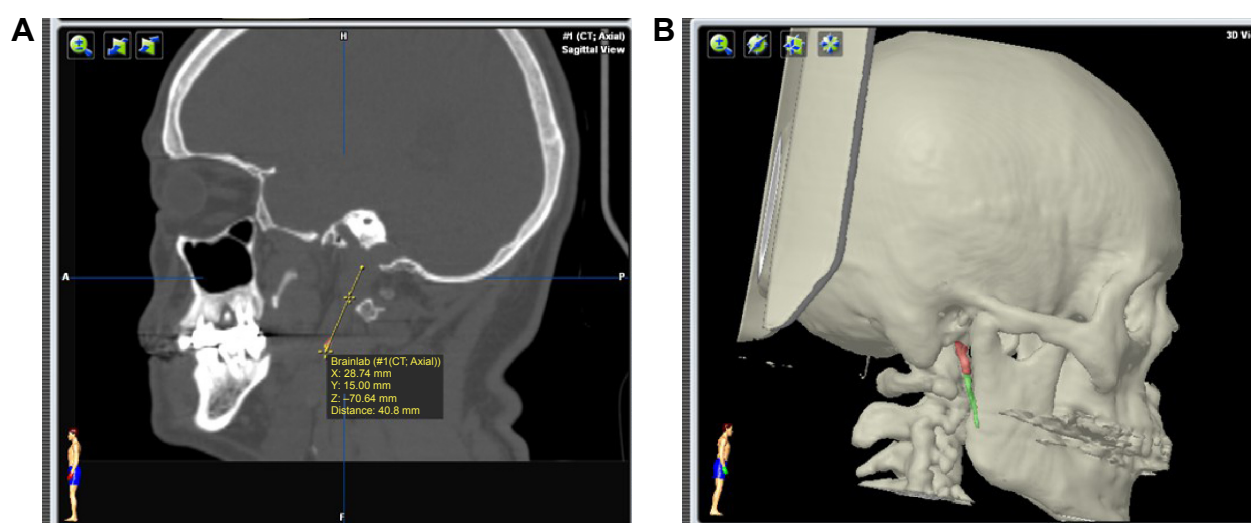 A
#1 (CT; Axial)
Sagittal View
H
A
P
Brainlab (#1(CT; Axial))
X: 28.74 mm
Y: 15.00 mm
Z: –70.64 mm
Distance: 40.8 mm
F
B
3D Vie